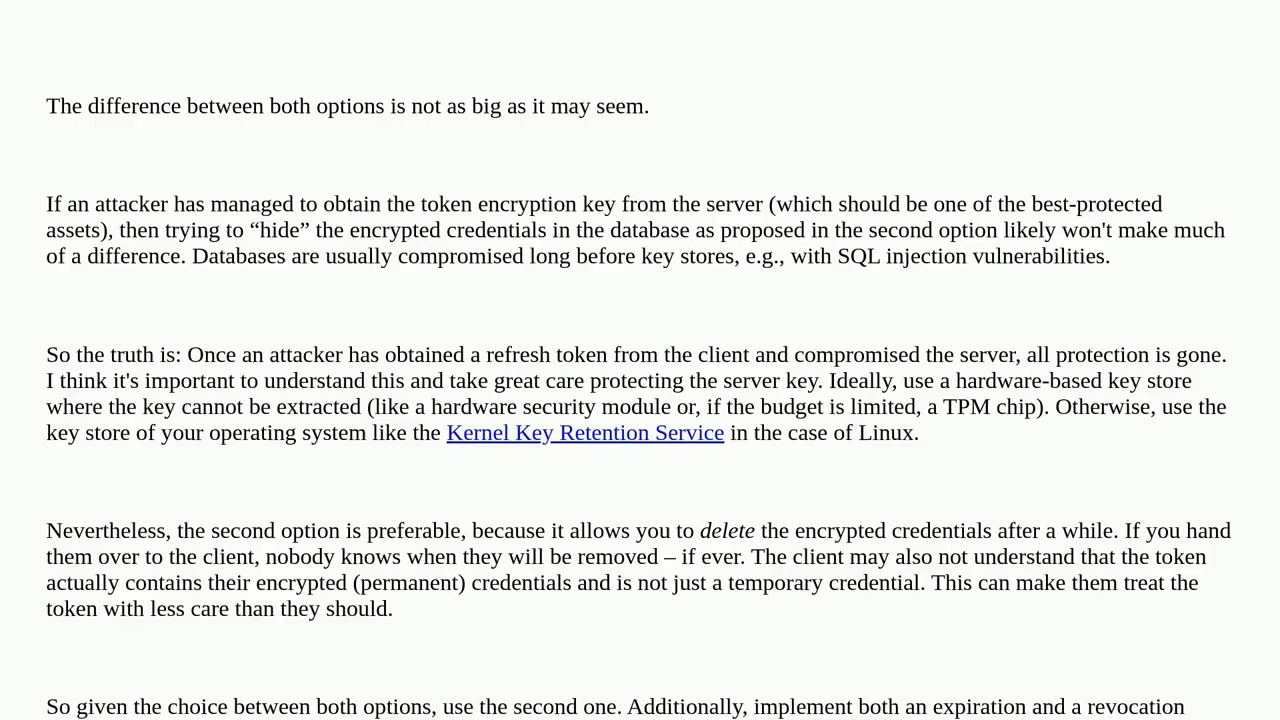 The difference between both options is not as big as it may seem.
If an attacker has managed to obtain the token encryption key from the server (which should be one of the best-protected
assets), then trying to “hide” the encrypted credentials in the database as proposed in the second option likely won't make much
of a difference. Databases are usually compromised long before key stores, e.g., with SQL injection vulnerabilities.
So the truth is: Once an attacker has obtained a refresh token from the client and compromised the server, all protection is gone.
I think it's important to understand this and take great care protecting the server key. Ideally, use a hardware-based key store
where the key cannot be extracted (like a hardware security module or, if the budget is limited, a TPM chip). Otherwise, use the
key store of your operating system like the Kernel Key Retention Service in the case of Linux.
Nevertheless, the second option is preferable, because it allows you to delete the encrypted credentials after a while. If you hand
them over to the client, nobody knows when they will be removed – if ever. The client may also not understand that the token
actually contains their encrypted (permanent) credentials and is not just a temporary credential. This can make them treat the
token with less care than they should.
So given the choice between both options, use the second one. Additionally, implement both an expiration and a revocation